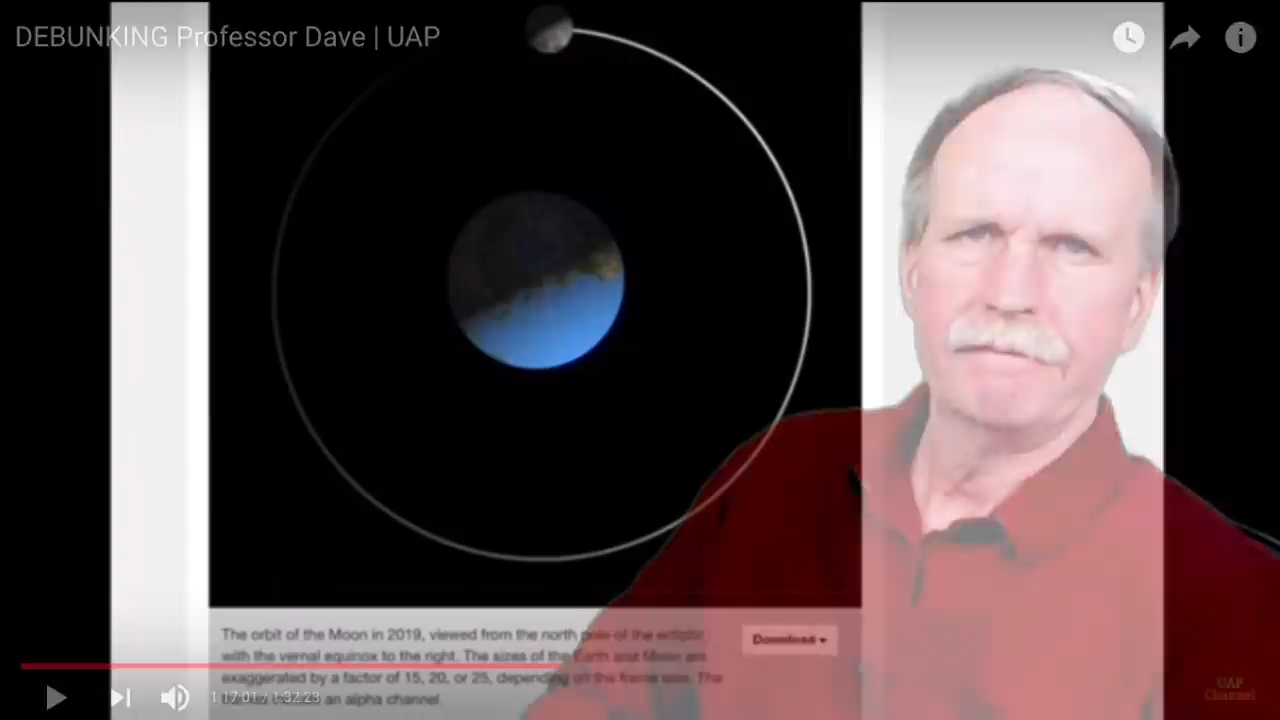 DEBUNKING Professor Dave | UAP
The orbit of the Moon in 2019, viewed from the north pole of the ecliptic
with the vernal equinox to the right. The sizes of the Earth and Moon are
exaggerated by a factor of 15, 20, or 25, depending on the frame size. The
an alpha channel.
Download
1:17:01 / 1:32:23
UAP
Channel